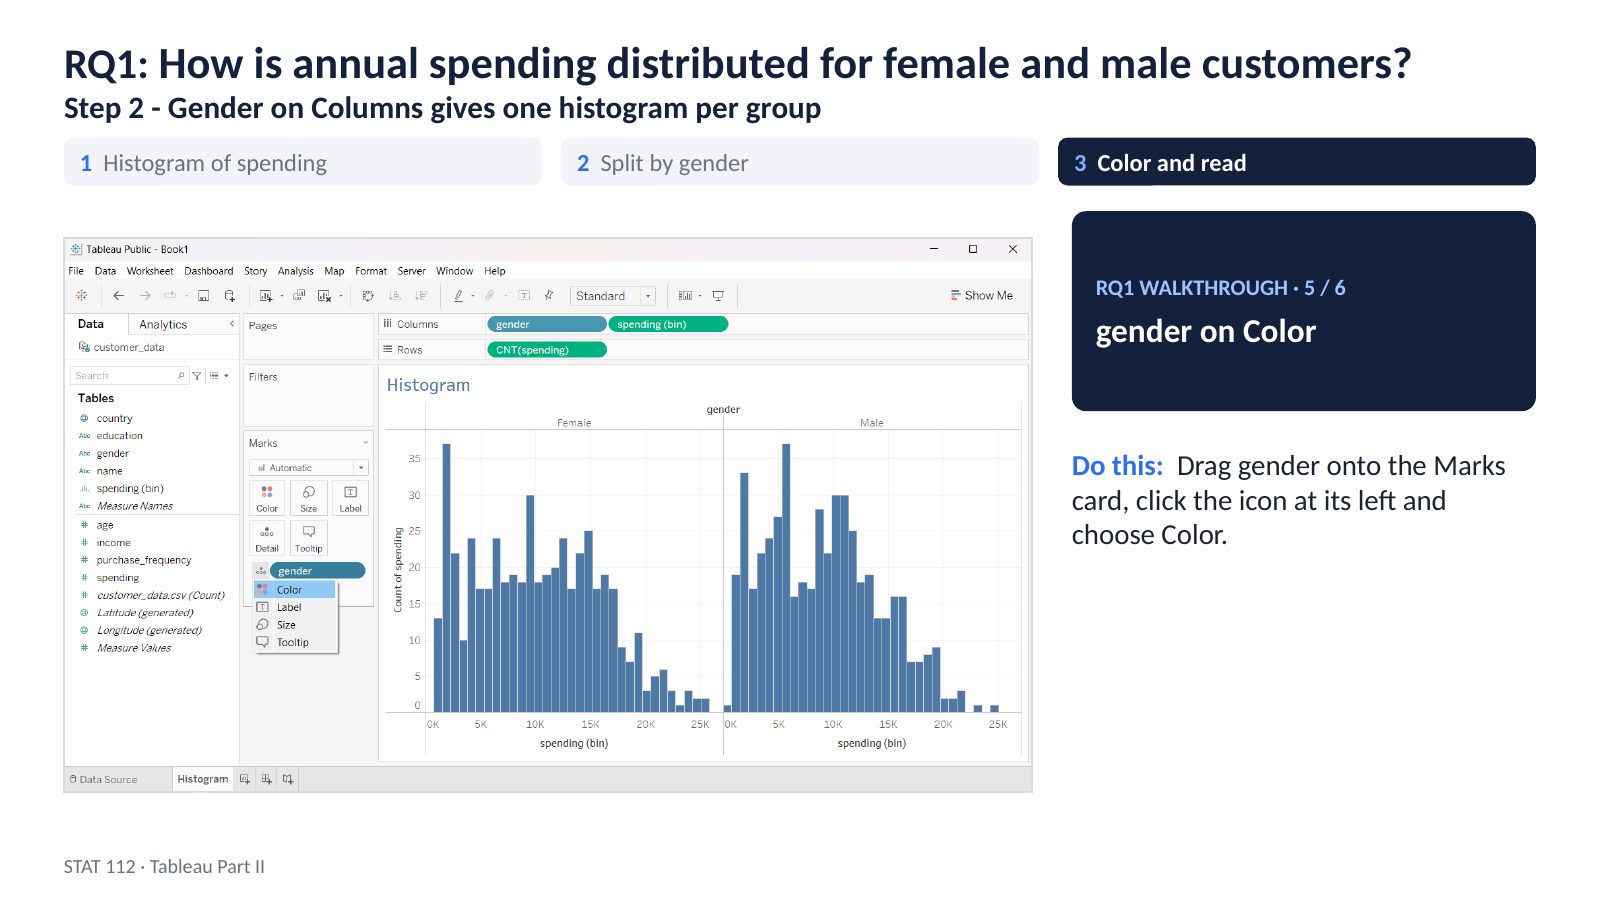 RQ1: How is annual spending distributed for female and male customers?
Step 2 - Gender on Columns gives one histogram per group
1 Histogram of spending
2 Split by gender
3 Color and read
Tableau Public - Book1
File Data Worksheet Dashboard Story Analysis Map Format Server Window Help
Standard
Show Me
Data Analytics
customer_data
Search
Tables
country
Abc education
Abc gender
Abc name
spending (bin)
Abc Measure Names
# age
# income
# purchase_frequency
# spending
# customer_data.csv (Count)
Latitude (generated)
Longitude (generated)
# Measure Values
Pages
Filters
Marks
Automatic
Color Size Label
Detail Tooltip
gender
Color
Label
Size
Tooltip
Columns gender spending (bin)
Rows CNT(spending)
Histogram
gender
Female Male
Count of spending
35
30
25
20
15
10
5
0
0K 5K 10K 15K 20K 25K 0K 5K 10K 15K 20K 25K
spending (bin) spending (bin)
Data Source Histogram
RQ1 WALKTHROUGH · 5 / 6
gender on Color
Do this: Drag gender onto the Marks
card, click the icon at its left and
choose Color.
STAT 112 · Tableau Part II